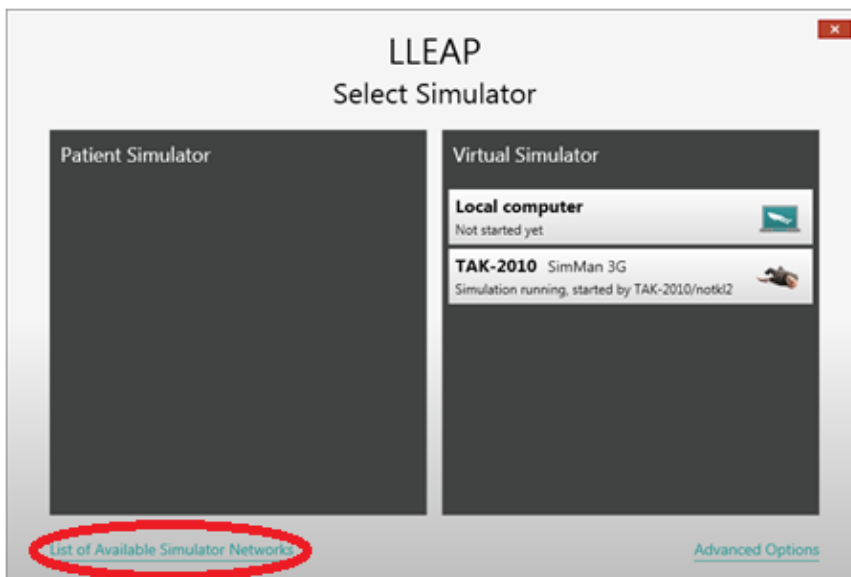 LLEAP
Select Simulator
Patient Simulator
Virtual Simulator
Local computer
Not started yet
TAK-2010 SimMan 3G
Simulation running, started by TAK-2010/notkl2
List of Available Simulator Networks
Advanced Options